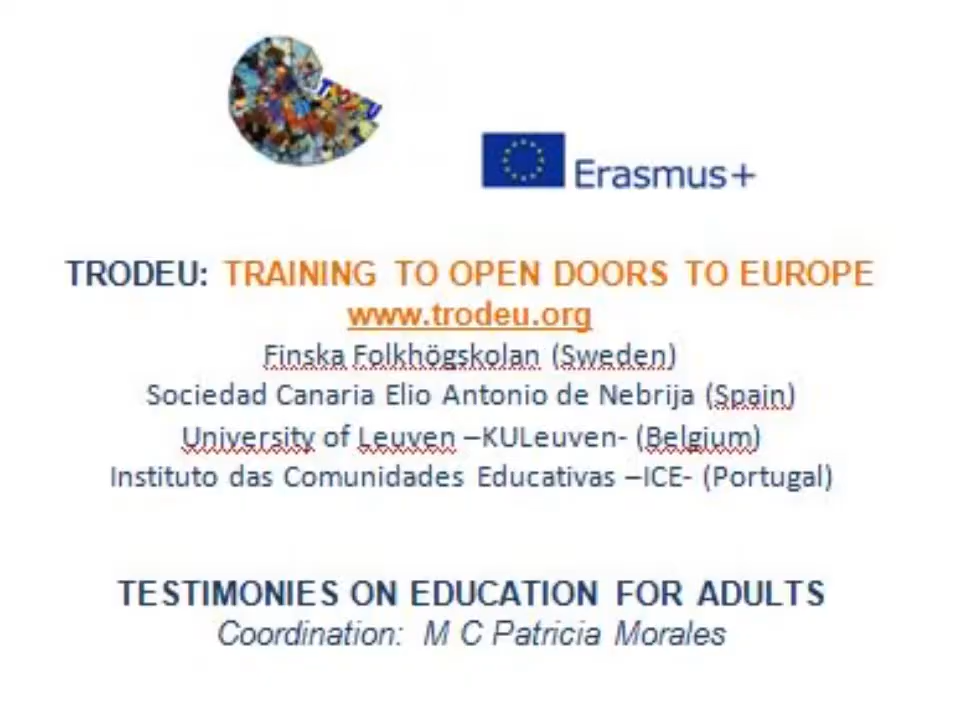 TRODEU
Erasmus+
TRODEU: TRAINING TO OPEN DOORS TO EUROPE
www.trodeu.org
Finska Folkhögskolan (Sweden)
Sociedad Canaria Elio Antonio de Nebrija (Spain)
University of Leuven –KULeuven- (Belgium)
Instituto das Comunidades Educativas –ICE- (Portugal)
TESTIMONIES ON EDUCATION FOR ADULTS
Coordination: M C Patricia Morales